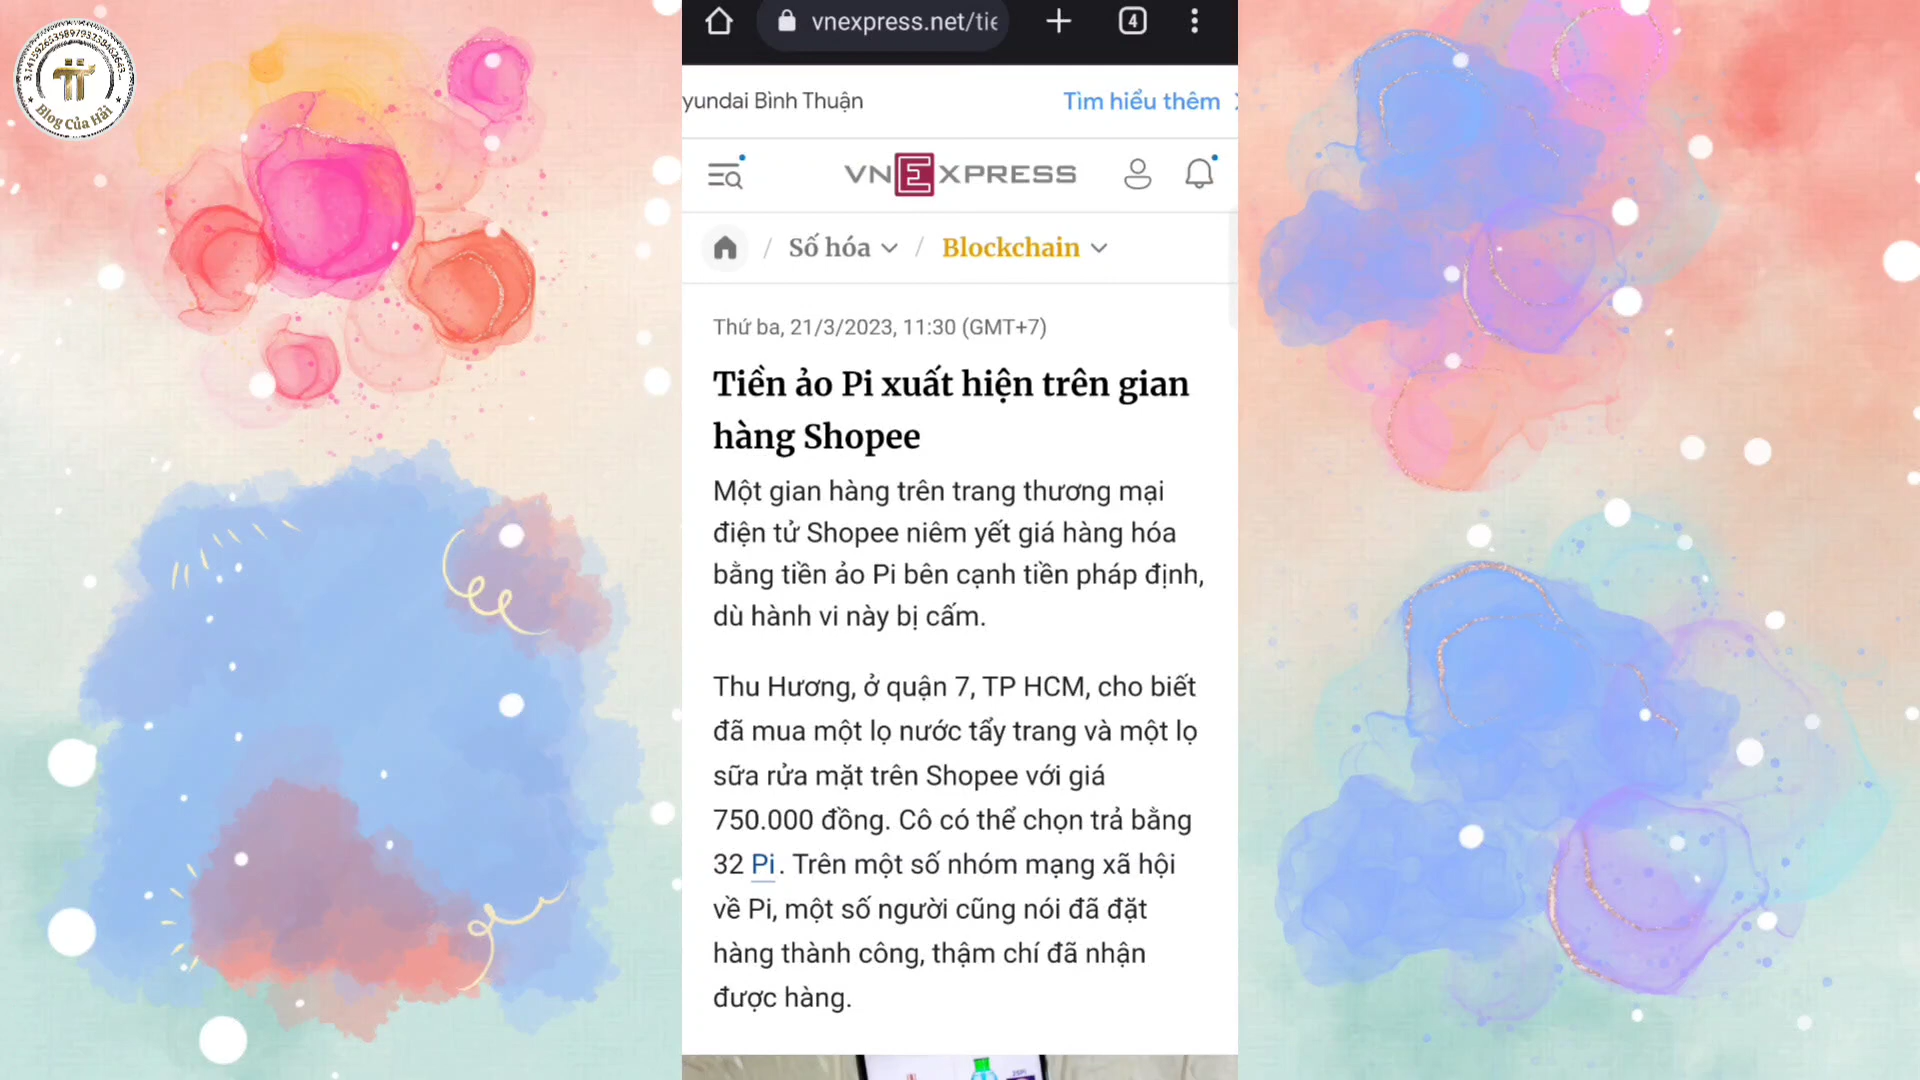 3.14159265358979323846264 3...
Blog Của Hải
vnexpress.net/tie
4
yundai Bình Thuận
Tìm hiểu thêm
VNEXPRESS
/ Số hóa / Blockchain
Thứ ba, 21/3/2023, 11:30 (GMT+7)
Tiền ảo Pi xuất hiện trên gian
hàng Shopee
Một gian hàng trên trang thương mại
điện tử Shopee niêm yết giá hàng hóa
bằng tiền ảo Pi bên cạnh tiền pháp định,
dù hành vi này bị cấm.
Thu Hương, ở quận 7, TP HCM, cho biết
đã mua một lọ nước tẩy trang và một lọ
sữa rửa mặt trên Shopee với giá
750.000 đồng. Cô có thể chọn trả bằng
32 Pi. Trên một số nhóm mạng xã hội
về Pi, một số người cũng nói đã đặt
hàng thành công, thậm chí đã nhận
được hàng.